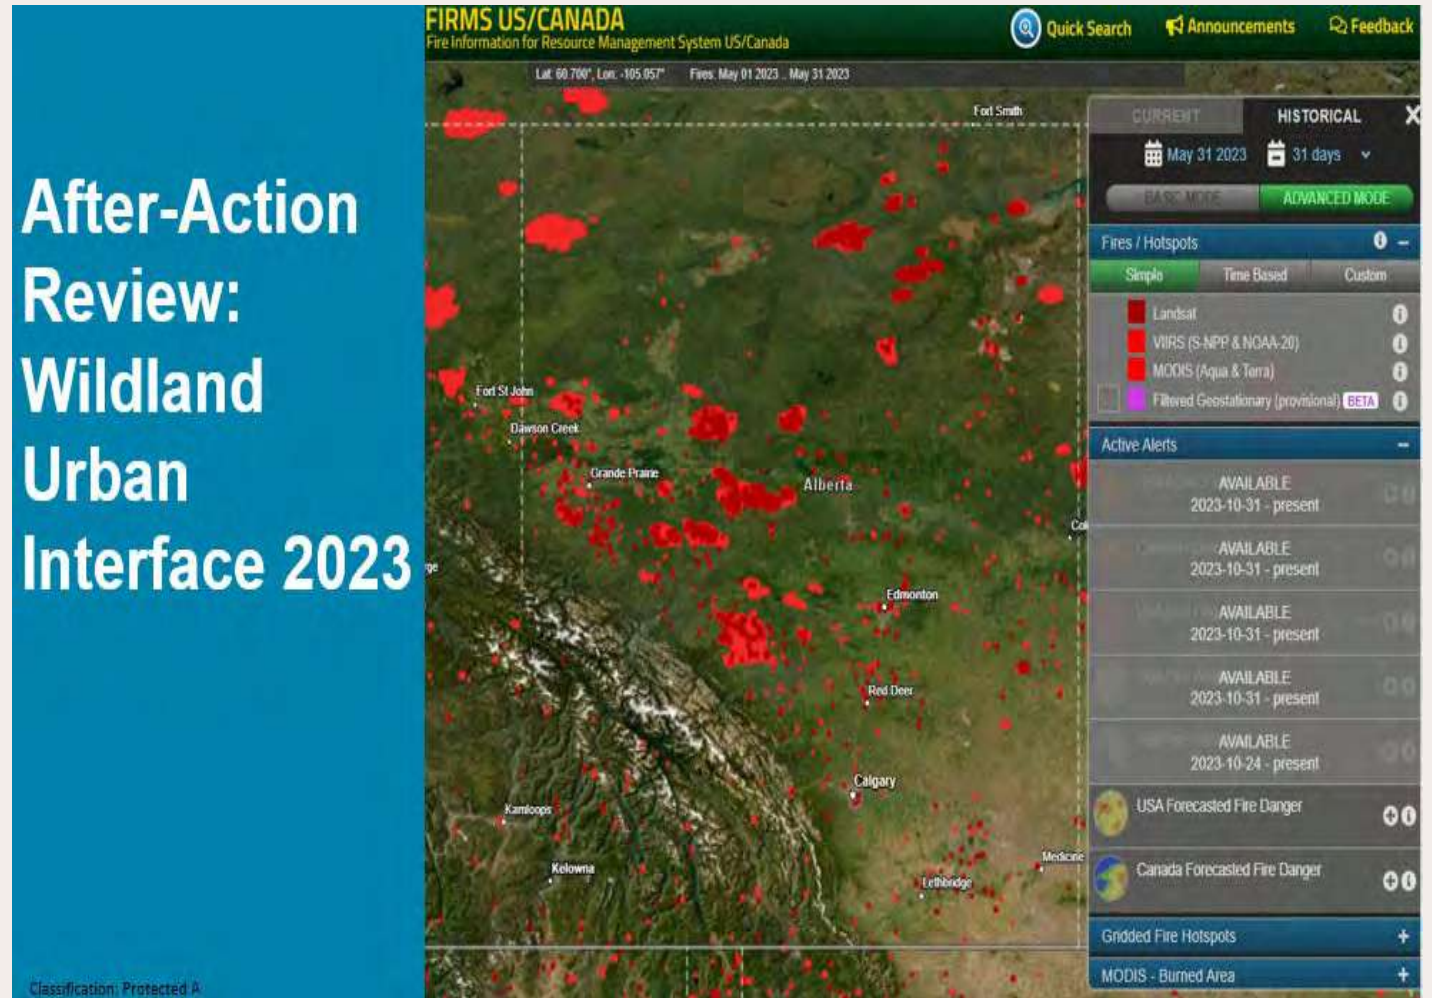 After-Action
Review:
Wildland
Urban
Interface 2023
Classification: Protected A
FIRMS US/CANADA
Fire Information for Resource Management System US/Canada
Quick Search
Announcements
Feedback
Lat: 60.700°, Lon: -105.057°
Fires: May 01 2023 .. May 31 2023
Fort Smith
Fort St John
Dawson Creek
Grande Prairie
Alberta
Edmonton
Red Deer
Calgary
Kamloops
Kelowna
Medicine
Lethbridge
CURRENT
HISTORICAL
May 31 2023
31 days
BASIC MODE
ADVANCED MODE
Fires / Hotspots
Simple
Time Based
Custom
Landsat
VIIRS (S-NPP & NOAA-20)
MODIS (Aqua & Terra)
Filtered Geostationary (provisional) BETA
Active Alerts
AVAILABLE
2023-10-31 - present
AVAILABLE
2023-10-31 - present
AVAILABLE
2023-10-31 - present
AVAILABLE
2023-10-31 - present
AVAILABLE
2023-10-24 - present
USA Forecasted Fire Danger
Canada Forecasted Fire Danger
Gridded Fire Hotspots
MODIS - Burned Area